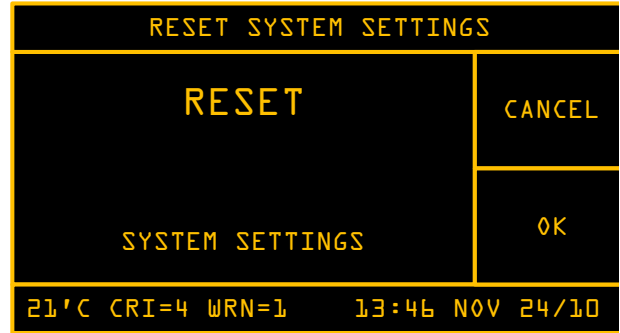 RESET SYSTEM SETTINGS
RESET
SYSTEM SETTINGS
CANCEL
OK
21'C CRI=4 WRN=1 13:46 NOV 24/10